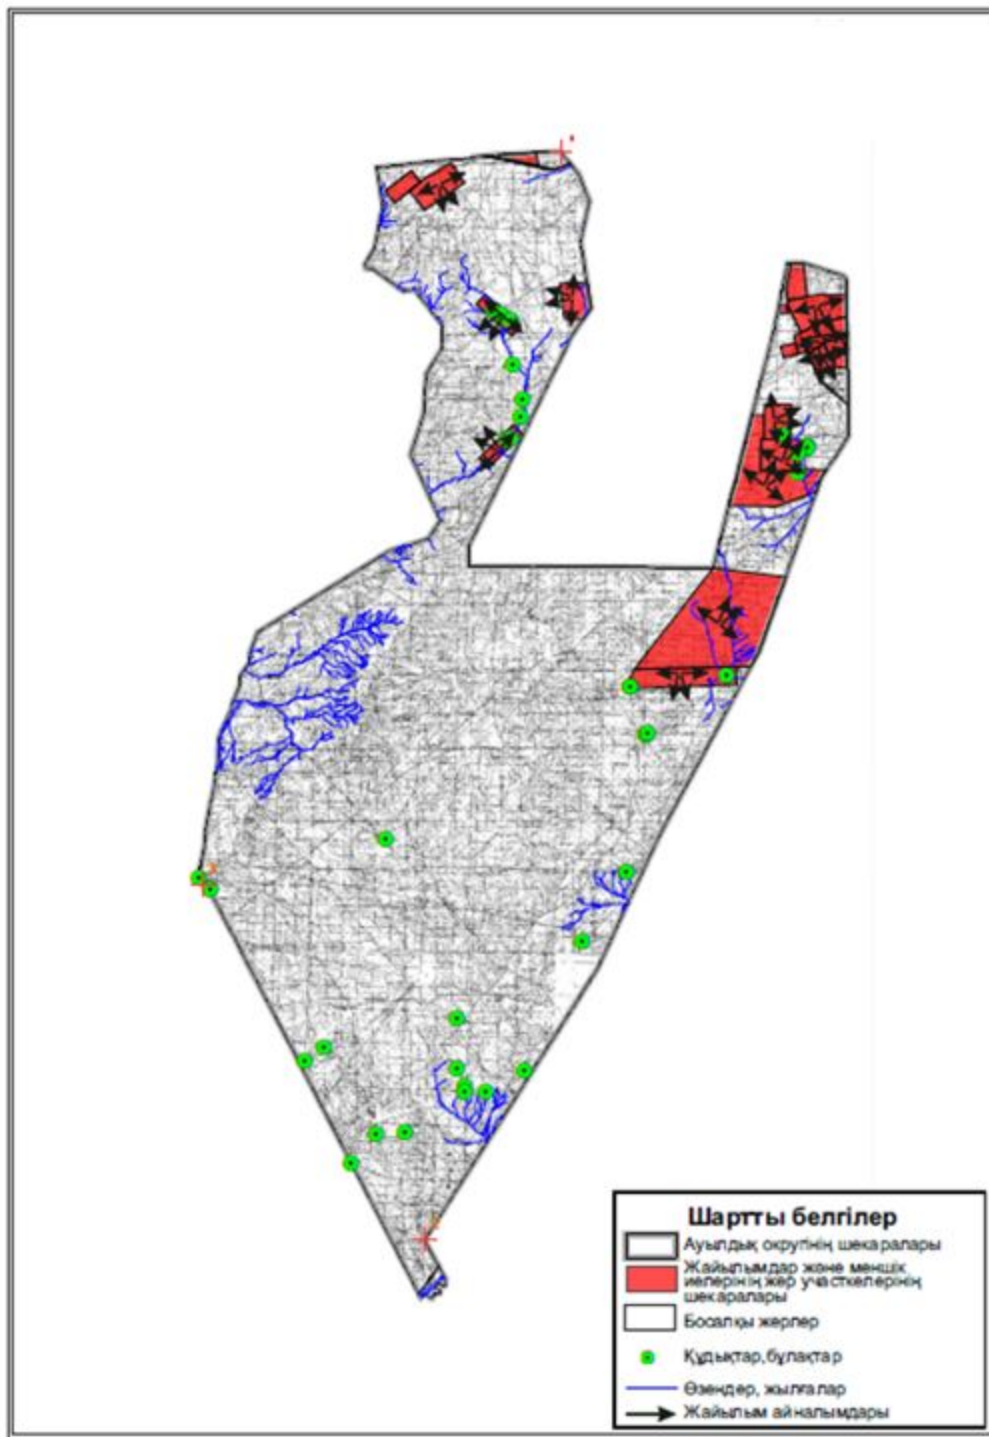 Шартты белгілер
Ауылдық округінің шекаралары
Жайылымдар және меншік
иелерінің жер участкелерінің
шекаралары
Босалқы жерлер
Құдықтар,бұлақтар
Өзендер, жылғалар
Жайылым айналымдары